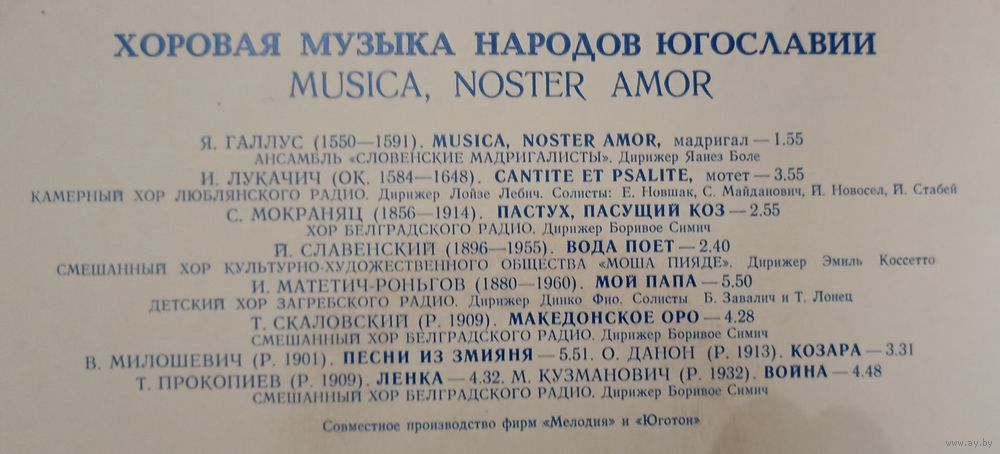 ХОРОВАЯ МУЗЫКА НАРОДОВ ЮГОСЛАВИИ
MUSICA, NOSTER AMOR
Я. ГАЛЛУС (1550—1591). MUSICA, NOSTER AMOR, мадригал — 1.55
АНСАМБЛЬ «СЛОВЕНСКИЕ МАДРИГАЛИСТЫ». Дирижер Янез Боле
И. ЛУКАЧИЧ (ОК. 1584—1648). CANTITE ET PSALITE, мотет — 3.55
КАМЕРНЫЙ ХОР ЛЮБЛЯНСКОГО РАДИО. Дирижер Лойзе Лебич. Солисты: Е. Новшак, С. Майданович, Й. Новосел, Й. Стабей
С. МОКРАНЯЦ (1856—1914). ПАСТУХ, ПАСУЩИЙ КОЗ — 2.55
ХОР БЕЛГРАДСКОГО РАДИО. Дирижер Боривое Симич
Й. СЛАВЕНСКИЙ (1896—1955). ВОДА ПОЕТ — 2.40
СМЕШАННЫЙ ХОР КУЛЬТУРНО-ХУДОЖЕСТВЕННОГО ОБЩЕСТВА «МОША ПИЯДЕ». Дирижер Эмиль Коссетто
И. МАТЕТИЧ-РОНЬГОВ (1880—1960). МОЙ ПАПА — 5.50
ДЕТСКИЙ ХОР ЗАГРЕБСКОГО РАДИО. Дирижер Динко Фио. Солисты Б. Завалич и Т. Лонец
Т. СКАЛОВСКИЙ (Р. 1909). МАКЕДОНСКОЕ ОРО — 4.28
СМЕШАННЫЙ ХОР БЕЛГРАДСКОГО РАДИО. Дирижер Боривое Симич
В. МИЛОШЕВИЧ (Р. 1901). ПЕСНИ ИЗ ЗМИЯНЯ — 5.51. О. ДАНОН (Р. 1913). КОЗАРА — 3.31
Т. ПРОКОПИЕВ (Р. 1909). ЛЕНКА — 4.32. М. КУЗМАНОВИЧ (Р. 1932). ВОЙНА — 4.48
СМЕШАННЫЙ ХОР БЕЛГРАДСКОГО РАДИО. Дирижер Боривое Симич
Совместное производство фирм «Мелодия» и «Юготон»
www.ay.by